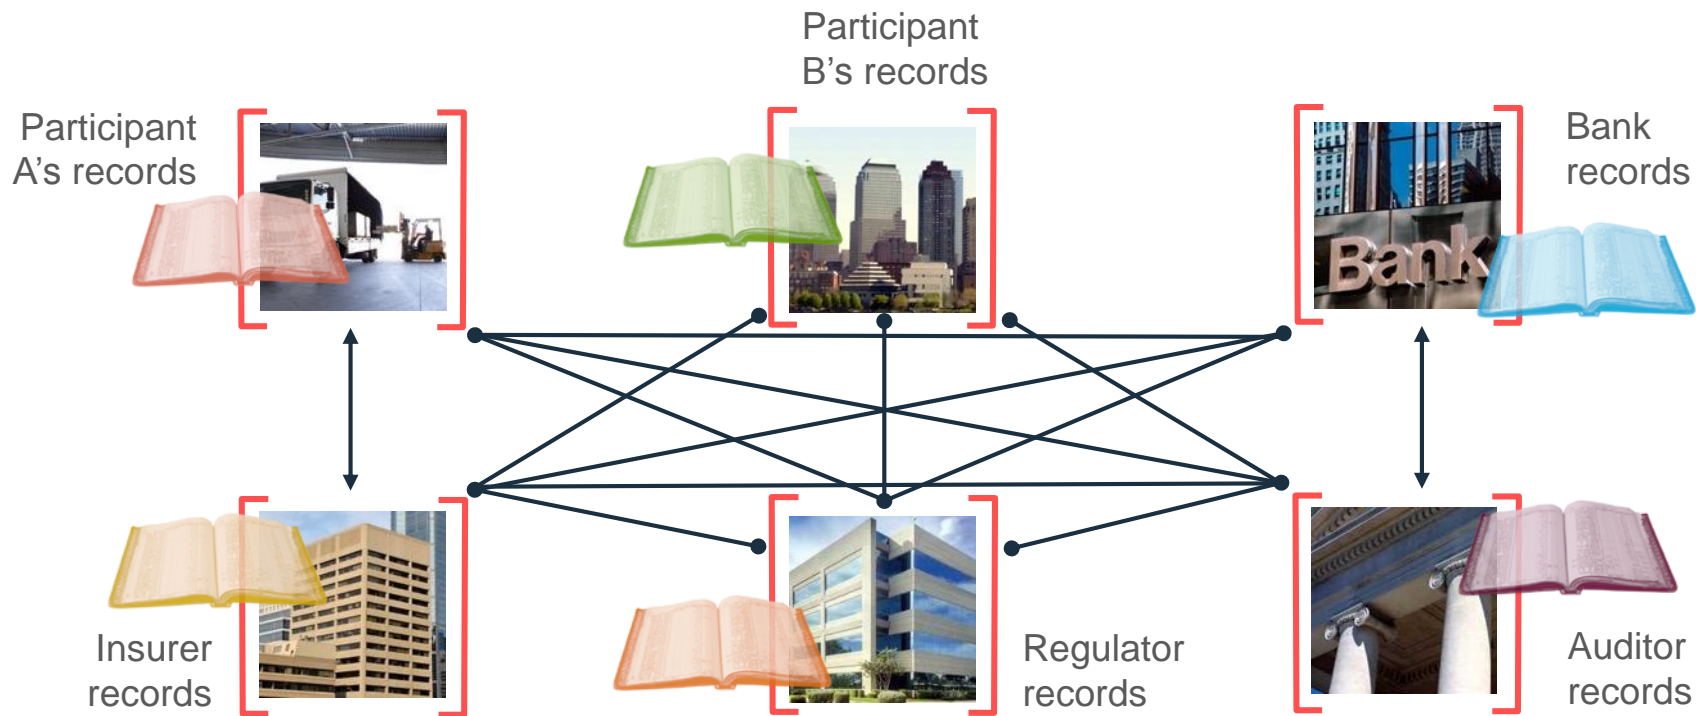 Participant
B’s records
Participant
A’s records
Bank
records
Bank
Insurer
records
Regulator
records
Auditor
records